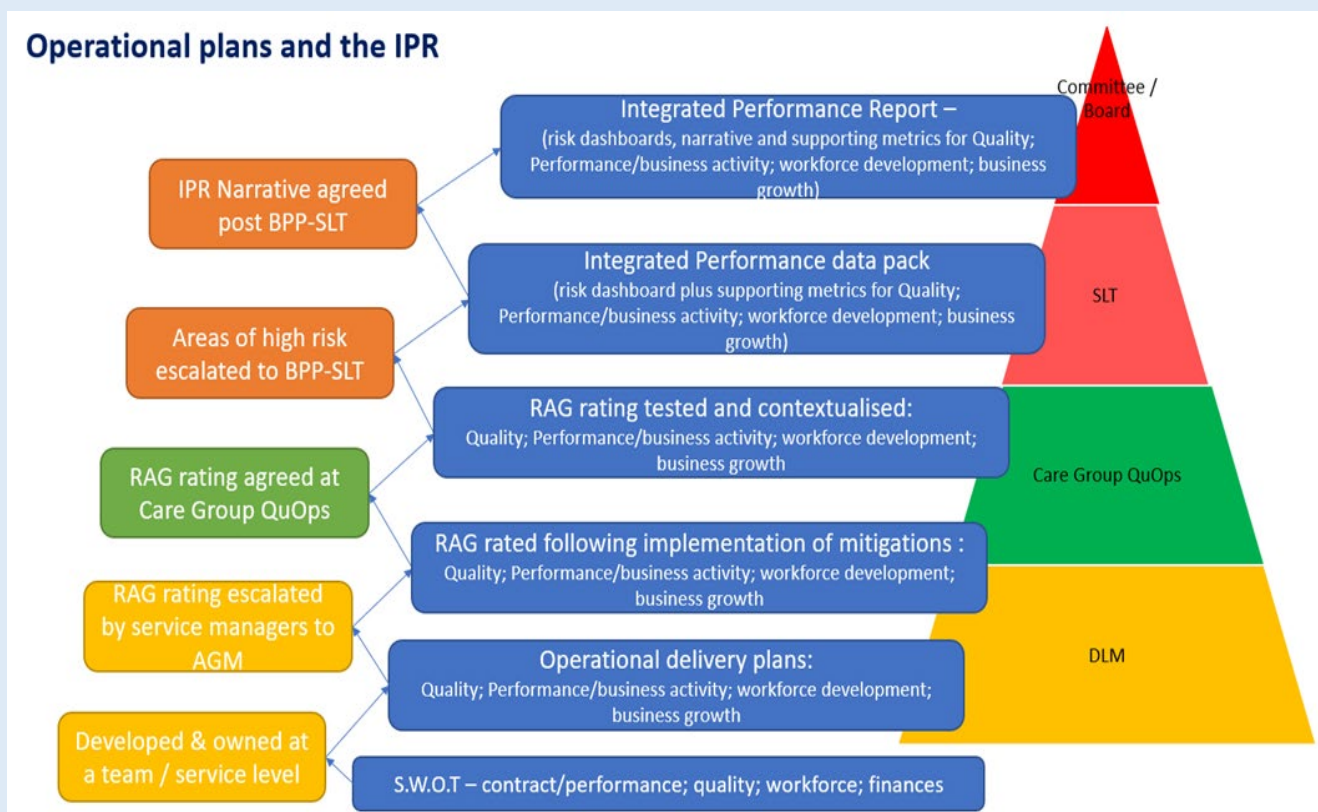 Operational plans and the IPR
Integrated Performance Report –
(risk dashboards, narrative and supporting metrics for Quality;
Performance/business activity; workforce development; business
growth)
IPR Narrative agreed
post BPP-SLT
Integrated Performance data pack
(risk dashboard plus supporting metrics for Quality;
Performance/business activity; workforce development; business
growth)
Areas of high risk
escalated to BPP-SLT
RAG rating tested and contextualised:
Quality; Performance/business activity; workforce development;
business growth
RAG rating agreed at
Care Group QuOps
RAG rated following implementation of mitigations :
Quality; Performance/business activity; workforce development;
business growth
RAG rating escalated
by service managers to
AGM
Operational delivery plans:
Quality; Performance/business activity; workforce development;
business growth
Developed & owned at
a team / service level
S.W.O.T – contract/performance; quality; workforce; finances
Committee /
Board
SLT
Care Group QuOps
DLM